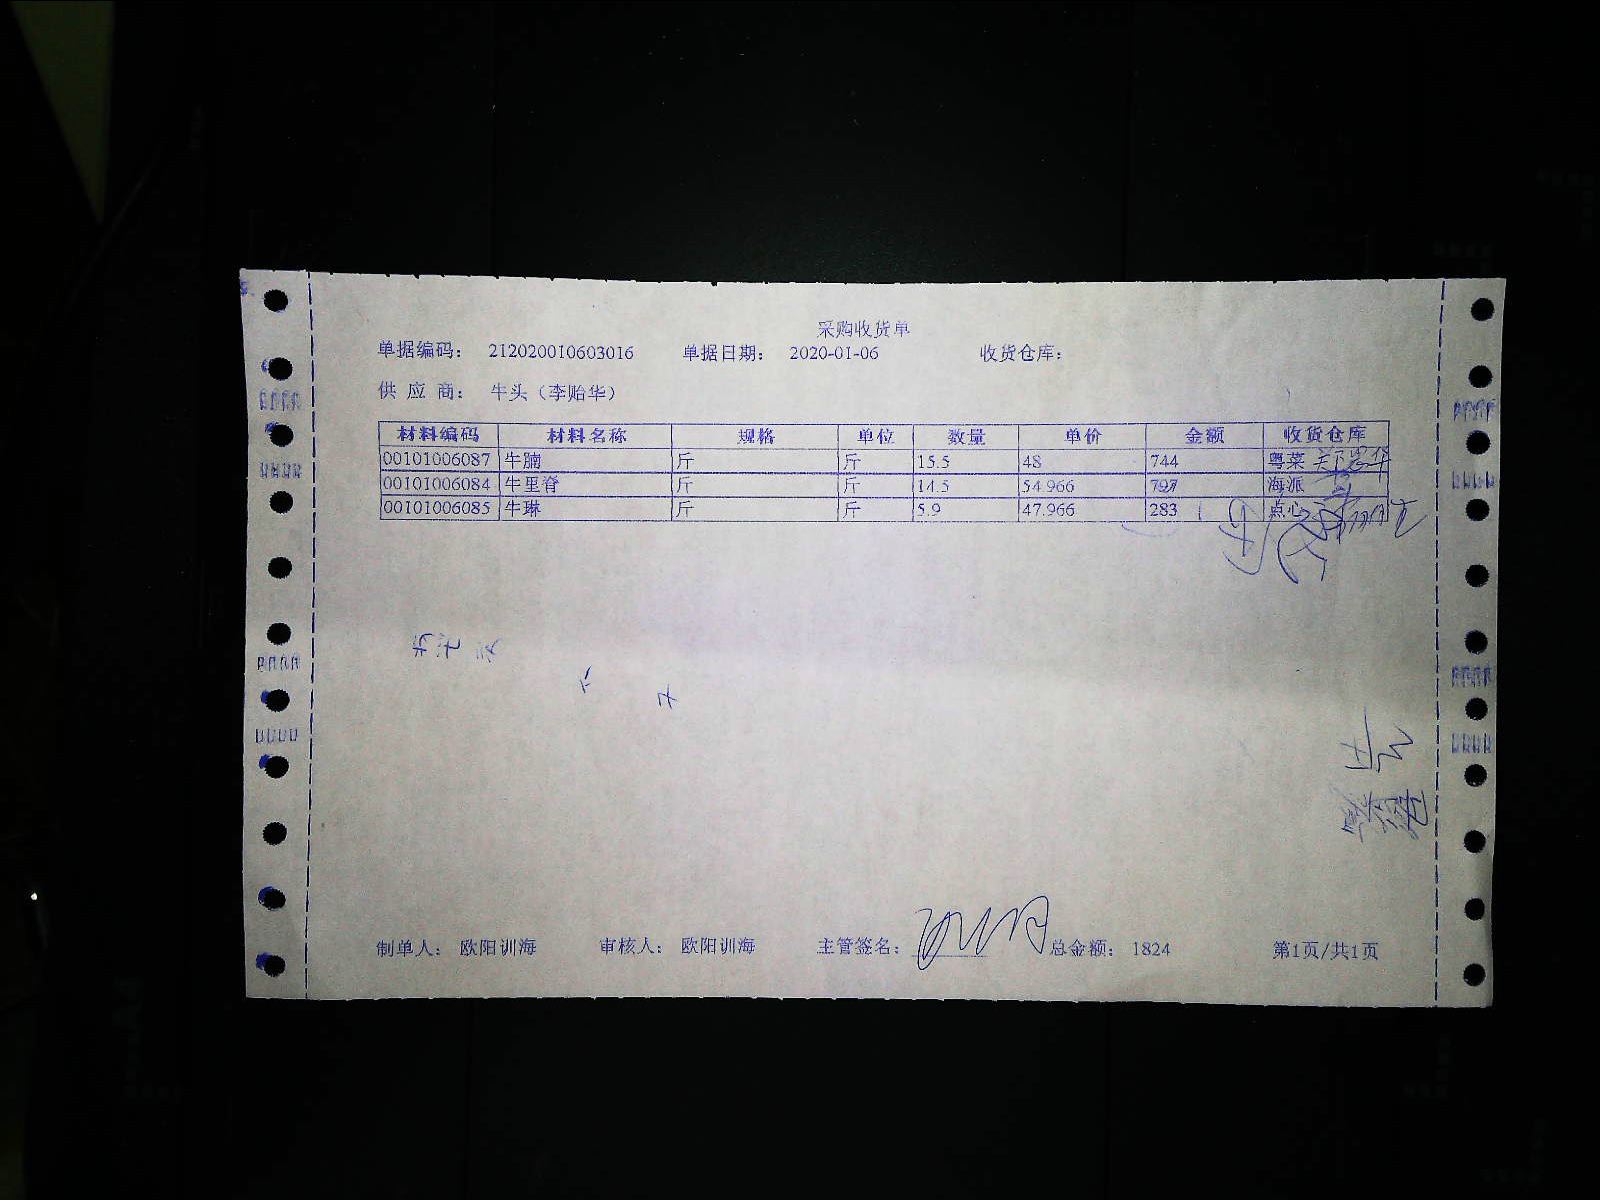 采购收货单
单据编码： 212020010603016 单据日期： 2020-01-06 收货仓库：
供 应 商： 牛头（李贻华）
材料编码 材料名称 规格 单位 数量 单价 金额 收货仓库
00101006087 牛腩 斤 斤 15.5 48 744 粤菜
00101006084 牛里脊 斤 斤 14.5 54.966 797 海派
00101006085 牛琳 斤 斤 5.9 47.966 283 点心
制单人： 欧阳训海 审核人： 欧阳训海 主管签名： 总金额： 1824 第1页/共1页